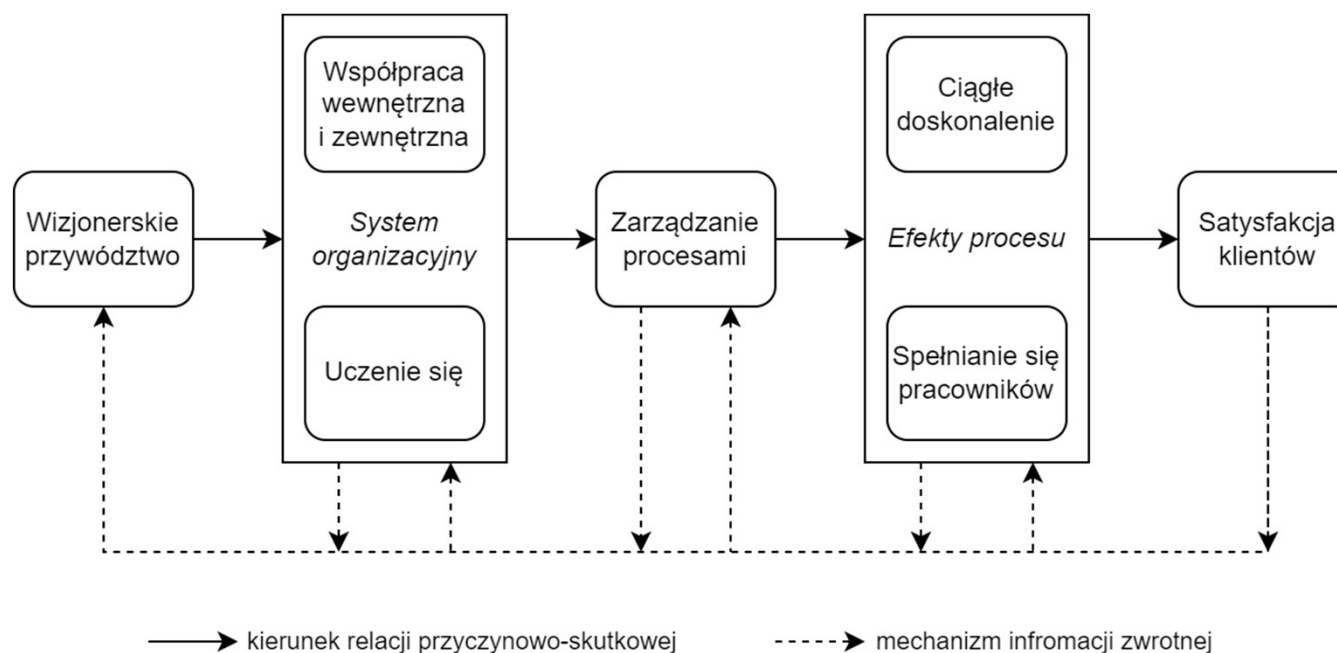 Współpraca
wewnętrzna
i zewnętrzna
Ciągłe
doskonalenie
Wizjonerskie
przywództwo
System
organizacyjny
Zarządzanie
procesami
Efekty procesu
Satysfakcja
klientów
Uczenie się
Spełnianie się
pracowników
kierunek relacji przyczynowo-skutkowej
mechanizm infromacji zwrotnej